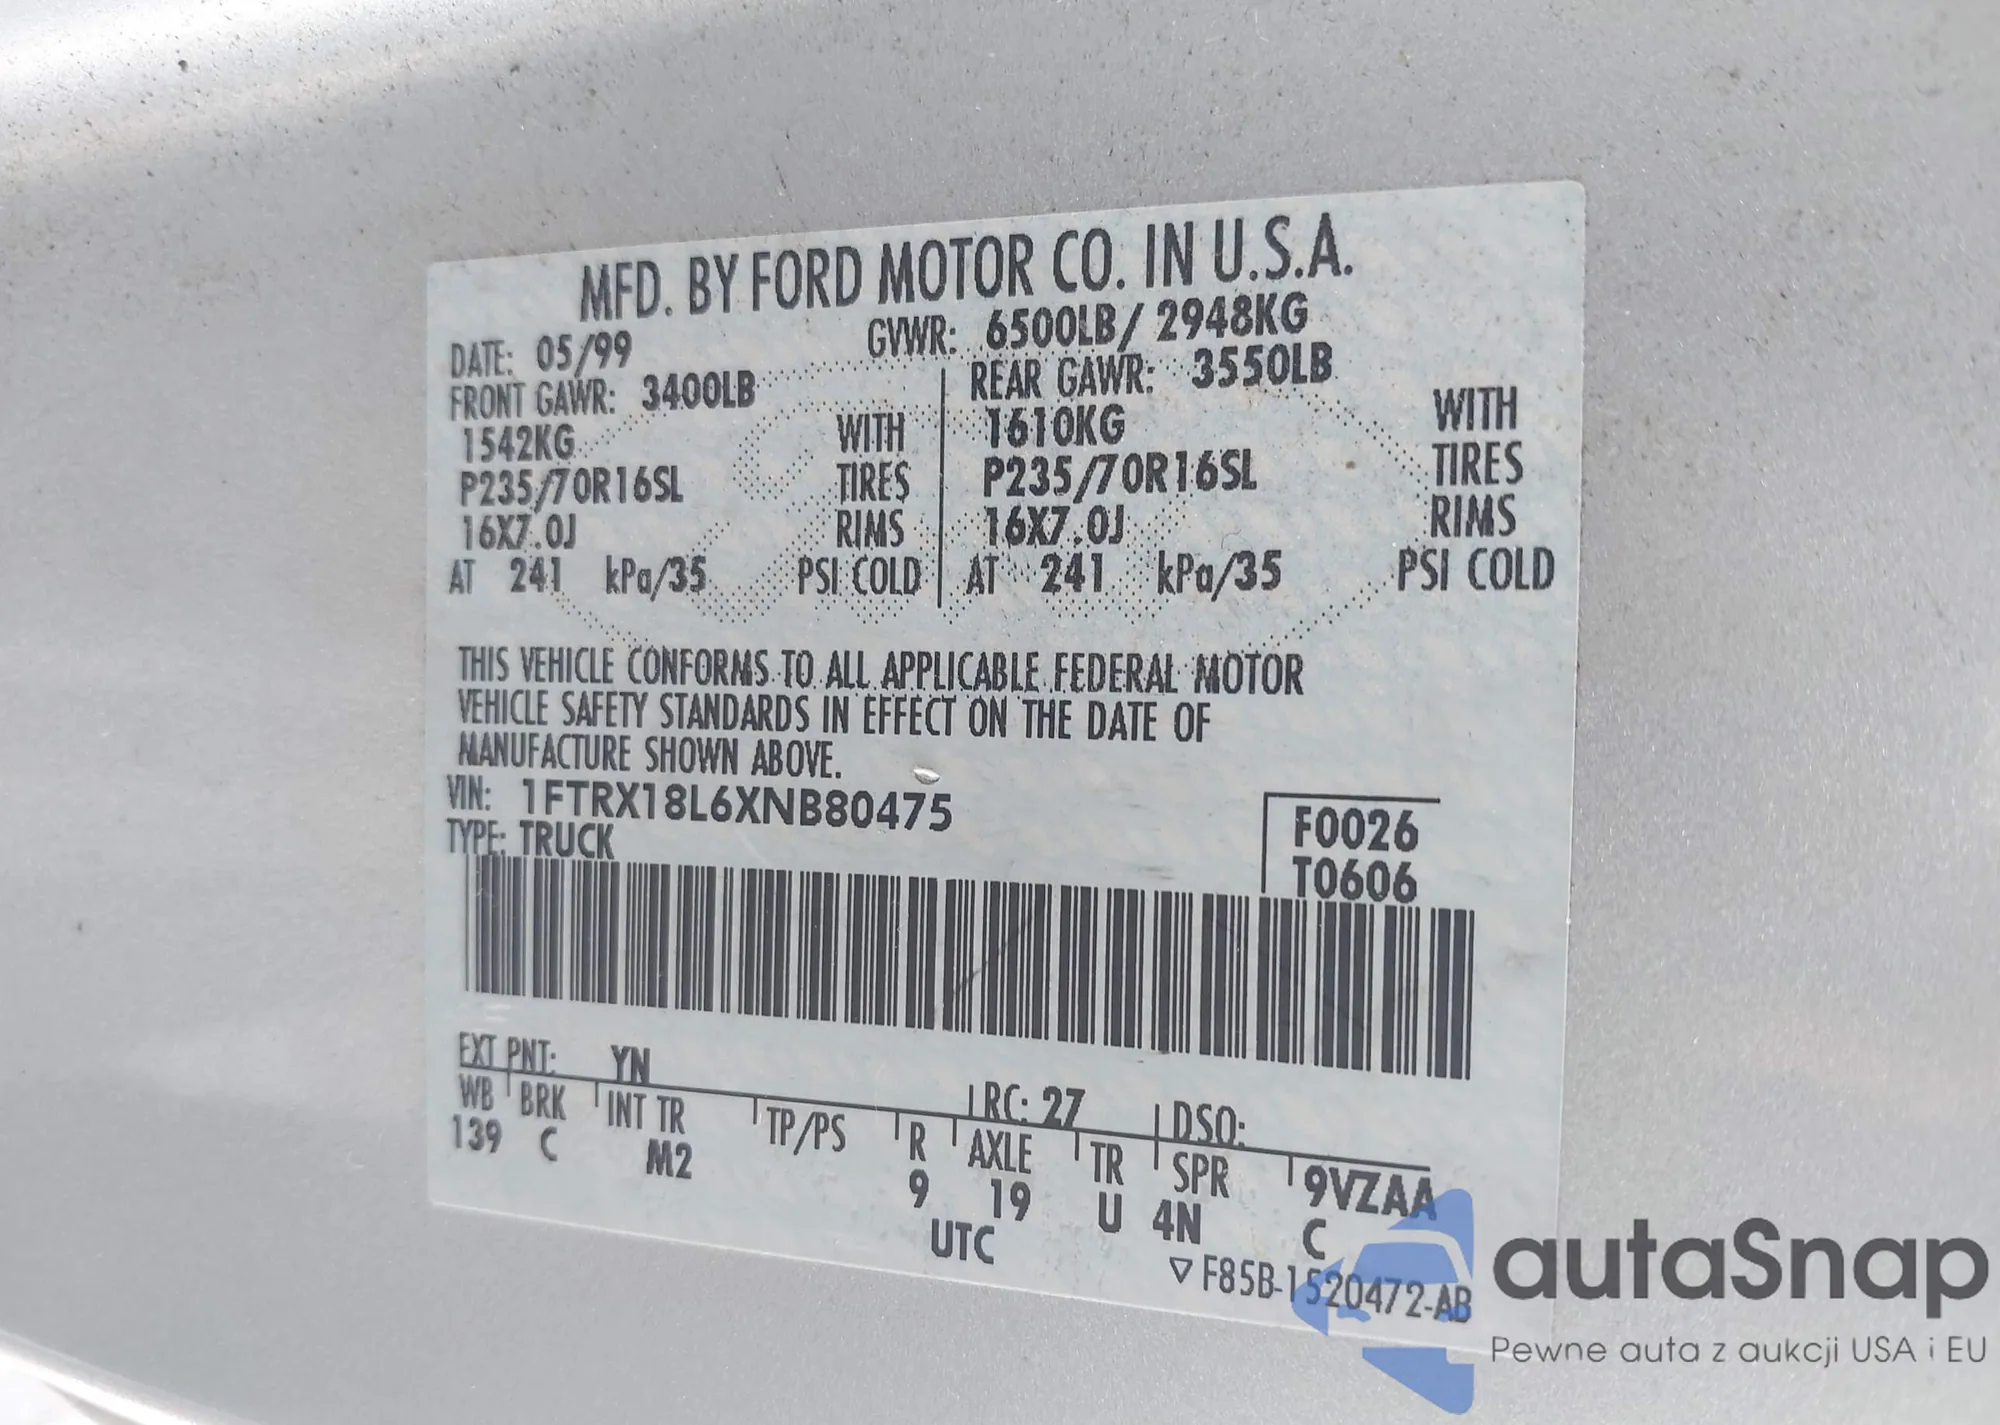 MFD. BY FORD MOTOR CO. IN U.S.A.
DATE: 05/99 GVWR: 6500LB/ 2948KG
FRONT GAWR: 3400LB REAR GAWR: 3550LB
1542KG WITH 1610KG WITH
P235/70R16SL TIRES P235/70R16SL TIRES
16X7.0J RIMS 16X7.0J RIMS
AT 241 kPa/35 PSI COLD AT 241 kPa/35 PSI COLD
THIS VEHICLE CONFORMS TO ALL APPLICABLE FEDERAL MOTOR
VEHICLE SAFETY STANDARDS IN EFFECT ON THE DATE OF
MANUFACTURE SHOWN ABOVE.
VIN: 1FTRX18L6XNB80475 F0026
TYPE: TRUCK T0606
EXT PNT: YN RC: 27 DSO:
WB BRK INT TR TP/PS R AXLE TR SPR 9VZAA
139 C M2 9 19 U 4N C
UTC
▽ F85B-1520472-AB
autaSnap
Pewne auta z aukcji USA i EU